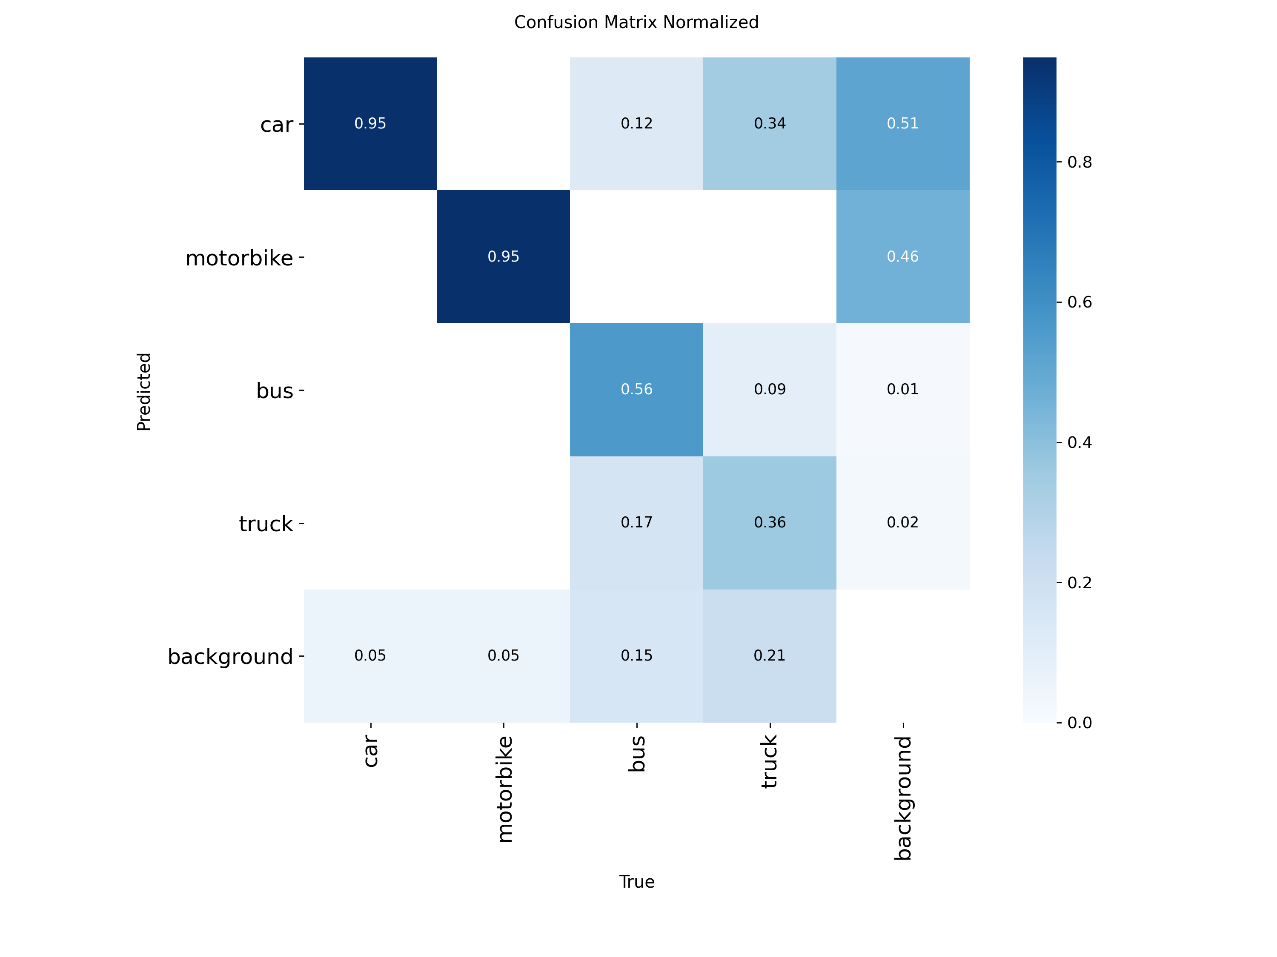 Confusion Matrix Normalized
car
0.95
0.12
0.34
0.51
0.8
motorbike
0.95
0.46
0.6
Predicted
bus
0.56
0.09
0.01
0.4
truck
0.17
0.36
0.02
0.2
background
0.05
0.05
0.15
0.21
0.0
car
motorbike
bus
truck
background
True